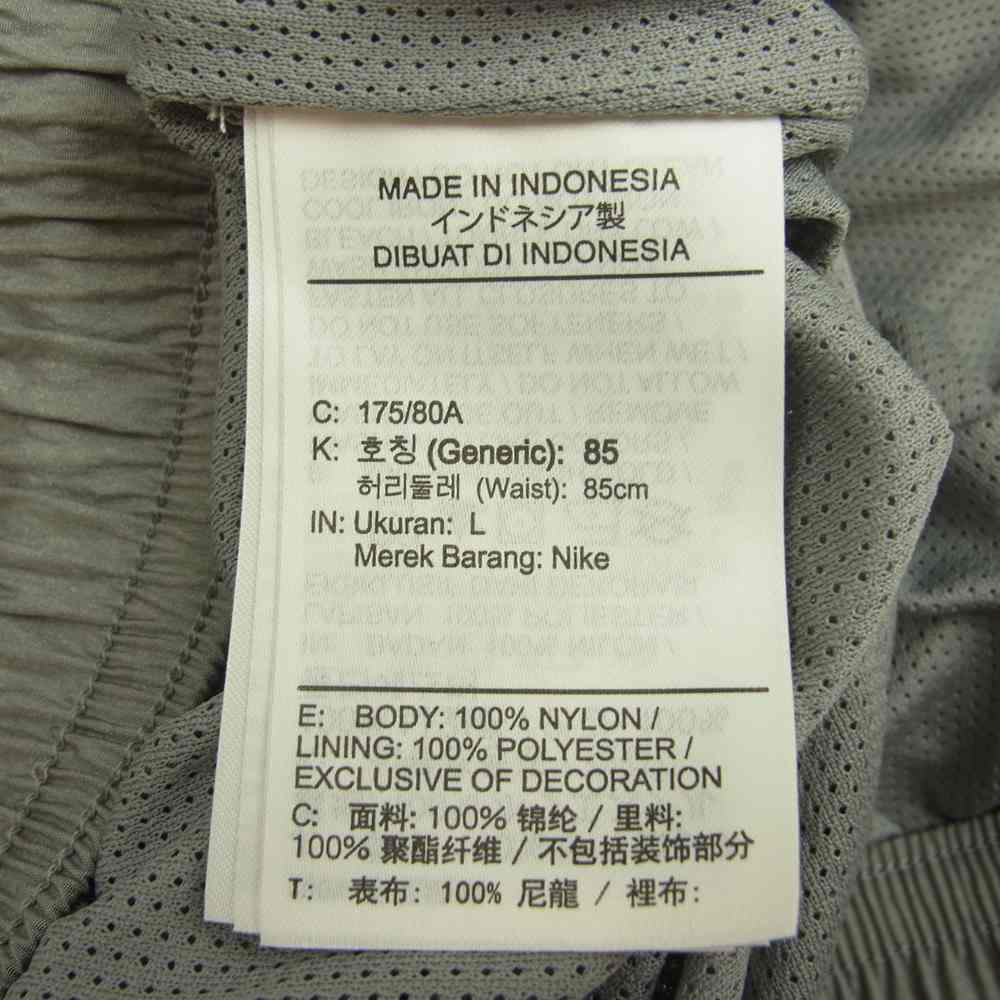 MADE IN INDONESIA
インドネシア製
DIBUAT DI INDONESIA
C: 175/80A
K: 호칭 (Generic): 85
허리둘레 (Waist): 85cm
IN: Ukuran: L
Merek Barang: Nike
E: BODY: 100% NYLON /
LINING: 100% POLYESTER /
EXCLUSIVE OF DECORATION
C: 面料: 100% 锦纶 / 里料:
100% 聚酯纤维 / 不包括装饰部分
T: 表布: 100% 尼龍 / 裡布: